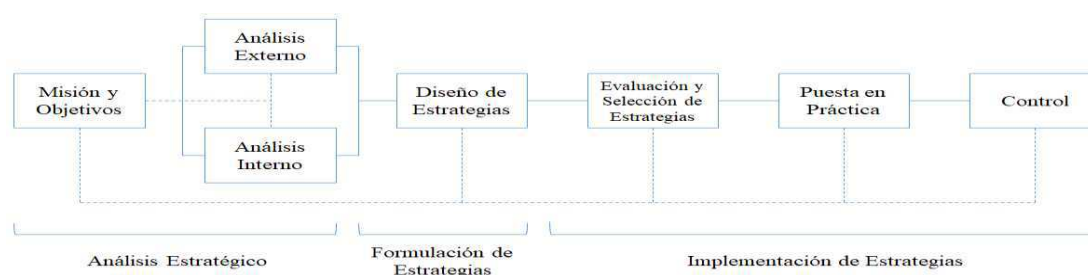 Análisis
Externo
Misión y
Objetivos
Análisis
Interno
Diseño de
Estrategias
Evaluación y
Selección de
Estrategias
Puesta en
Práctica
Control
Análisis Estratégico
Formulación de
Estrategias
Implementación de Estrategias